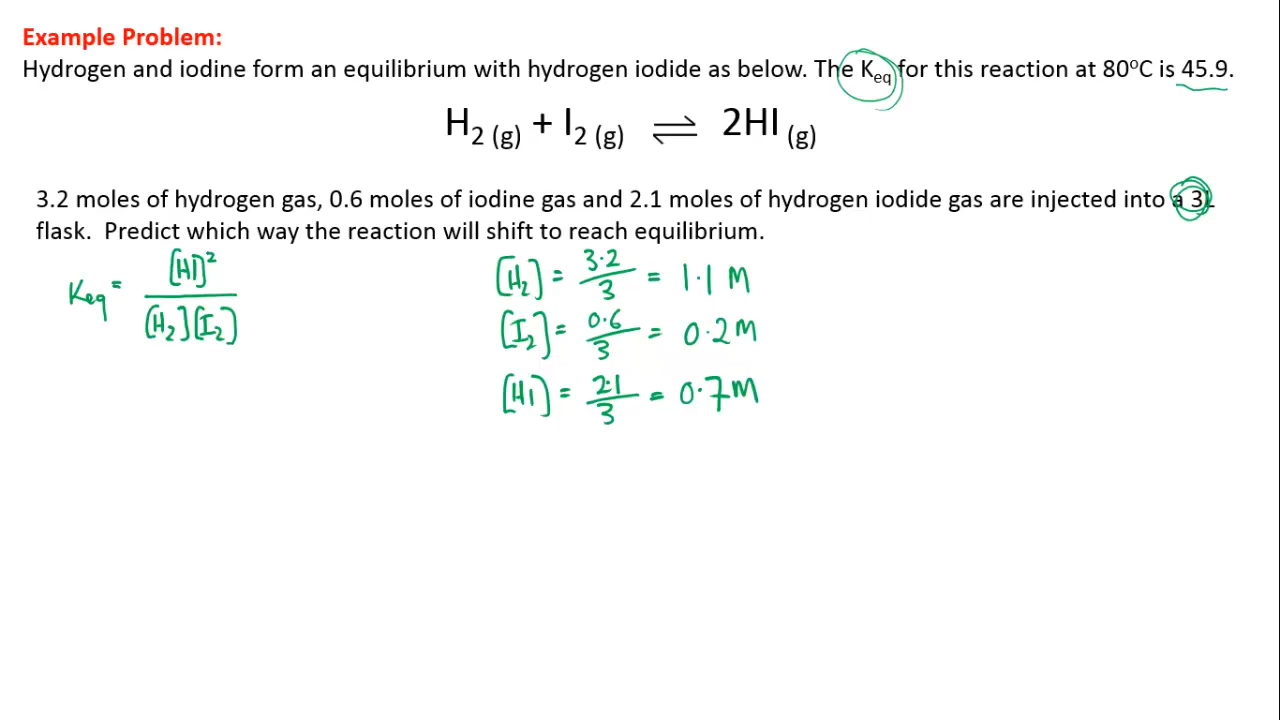 Example Problem:
Hydrogen and iodine form an equilibrium with hydrogen iodide as below. The Keq for this reaction at 80°C is 45.9.
H2 (g) + I2 (g) ⇌ 2HI (g)
3.2 moles of hydrogen gas, 0.6 moles of iodine gas and 2.1 moles of hydrogen iodide gas are injected into a 3L
flask. Predict which way the reaction will shift to reach equilibrium.
Keq = [HI]² / [H2][I2]
[H2] = 3.2/3 = 1.1 M
[I2] = 0.6/3 = 0.2 M
[HI] = 2.1/3 = 0.7 M